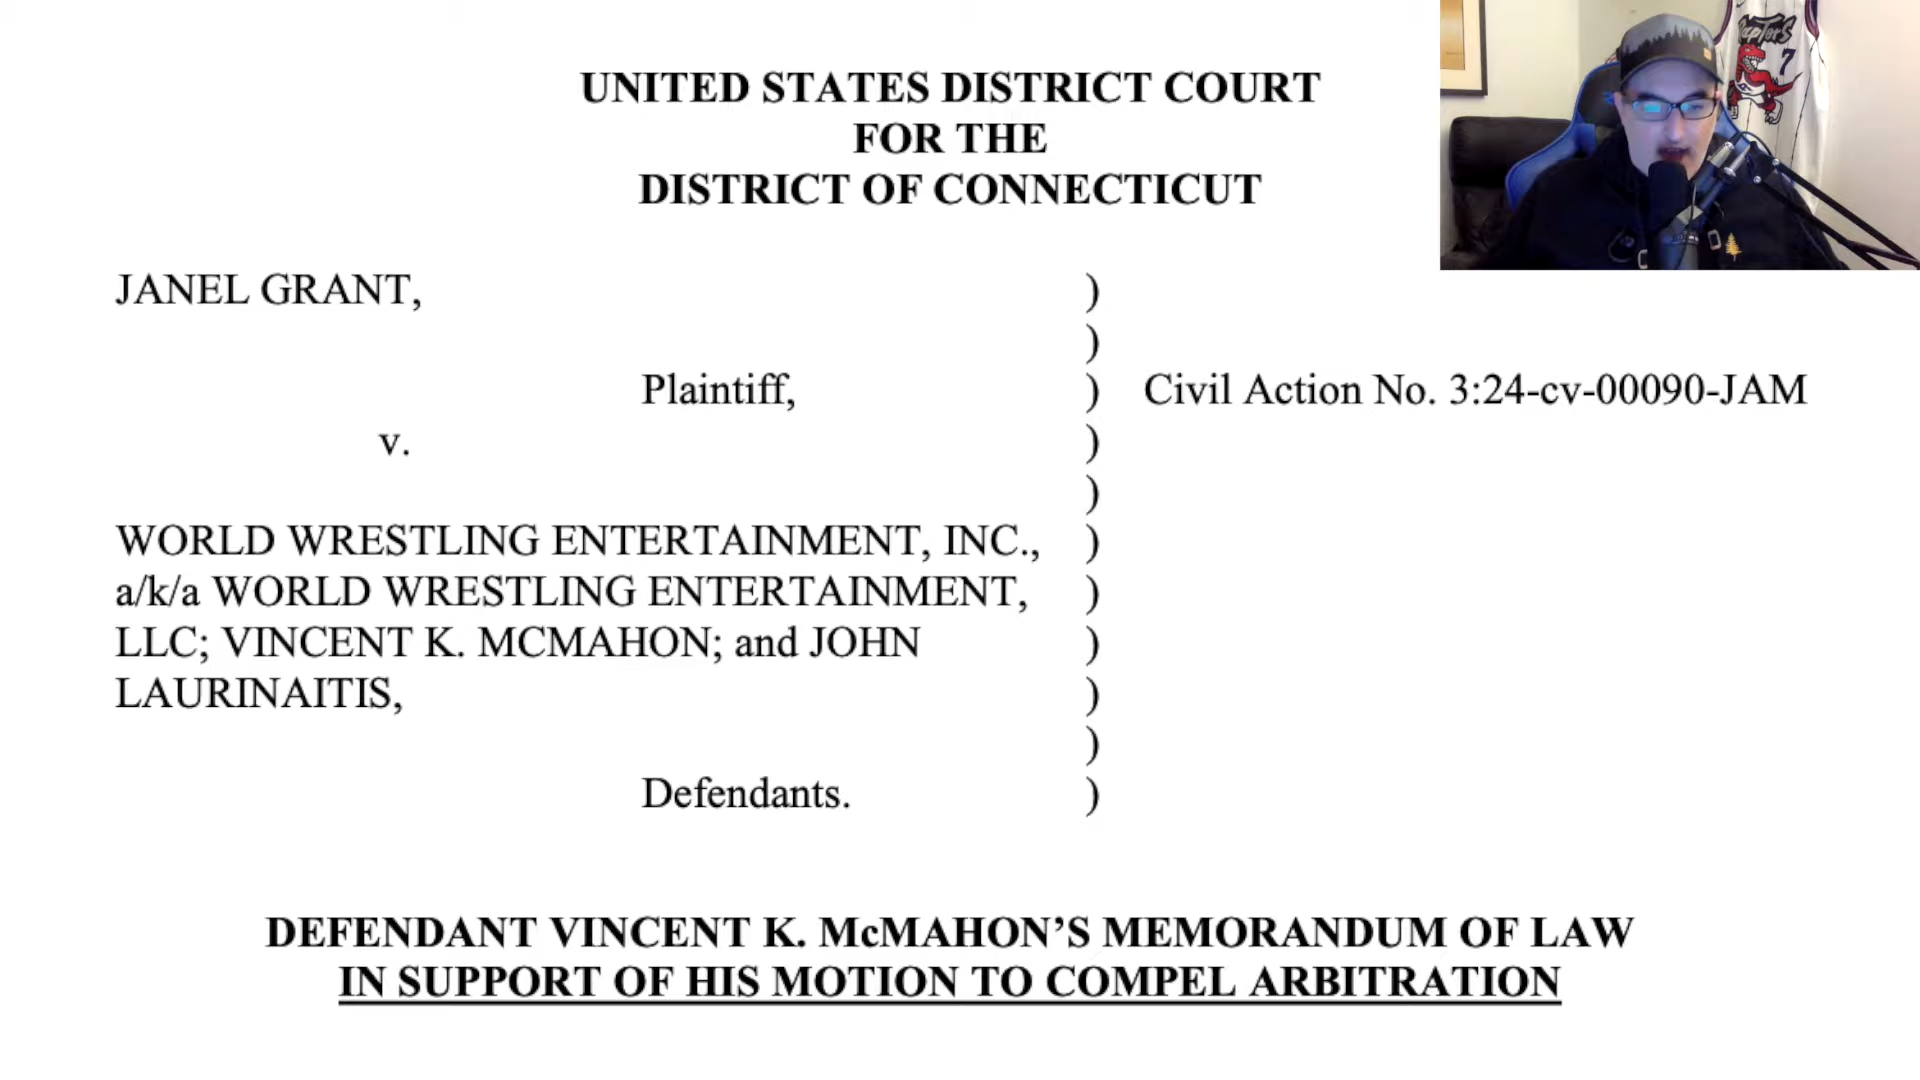 UNITED STATES DISTRICT COURT
FOR THE
DISTRICT OF CONNECTICUT
RAPTORS
7
JANEL GRANT, )
)
Plaintiff, ) Civil Action No. 3:24-cv-00090-JAM
v. )
)
WORLD WRESTLING ENTERTAINMENT, INC., )
a/k/a WORLD WRESTLING ENTERTAINMENT, )
LLC; VINCENT K. MCMAHON; and JOHN )
LAURINAITIS, )
)
Defendants. )
DEFENDANT VINCENT K. McMAHON’S MEMORANDUM OF LAW
IN SUPPORT OF HIS MOTION TO COMPEL ARBITRATION